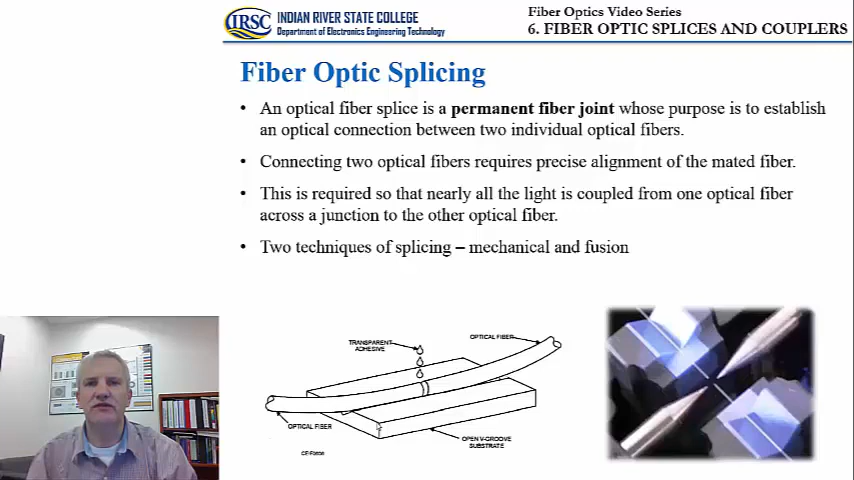 IRSC
INDIAN RIVER STATE COLLEGE
Department of Electronics Engineering Technology
Fiber Optics Video Series
6. FIBER OPTIC SPLICES AND COUPLERS
Fiber Optic Splicing
• An optical fiber splice is a permanent fiber joint whose purpose is to establish
an optical connection between two individual optical fibers.
• Connecting two optical fibers requires precise alignment of the mated fiber.
• This is required so that nearly all the light is coupled from one optical fiber
across a junction to the other optical fiber.
• Two techniques of splicing – mechanical and fusion
TRANSPARENT
ADHESIVE
OPTICAL FIBER
OPTICAL FIBER
OPEN V-GROOVE
SUBSTRATE